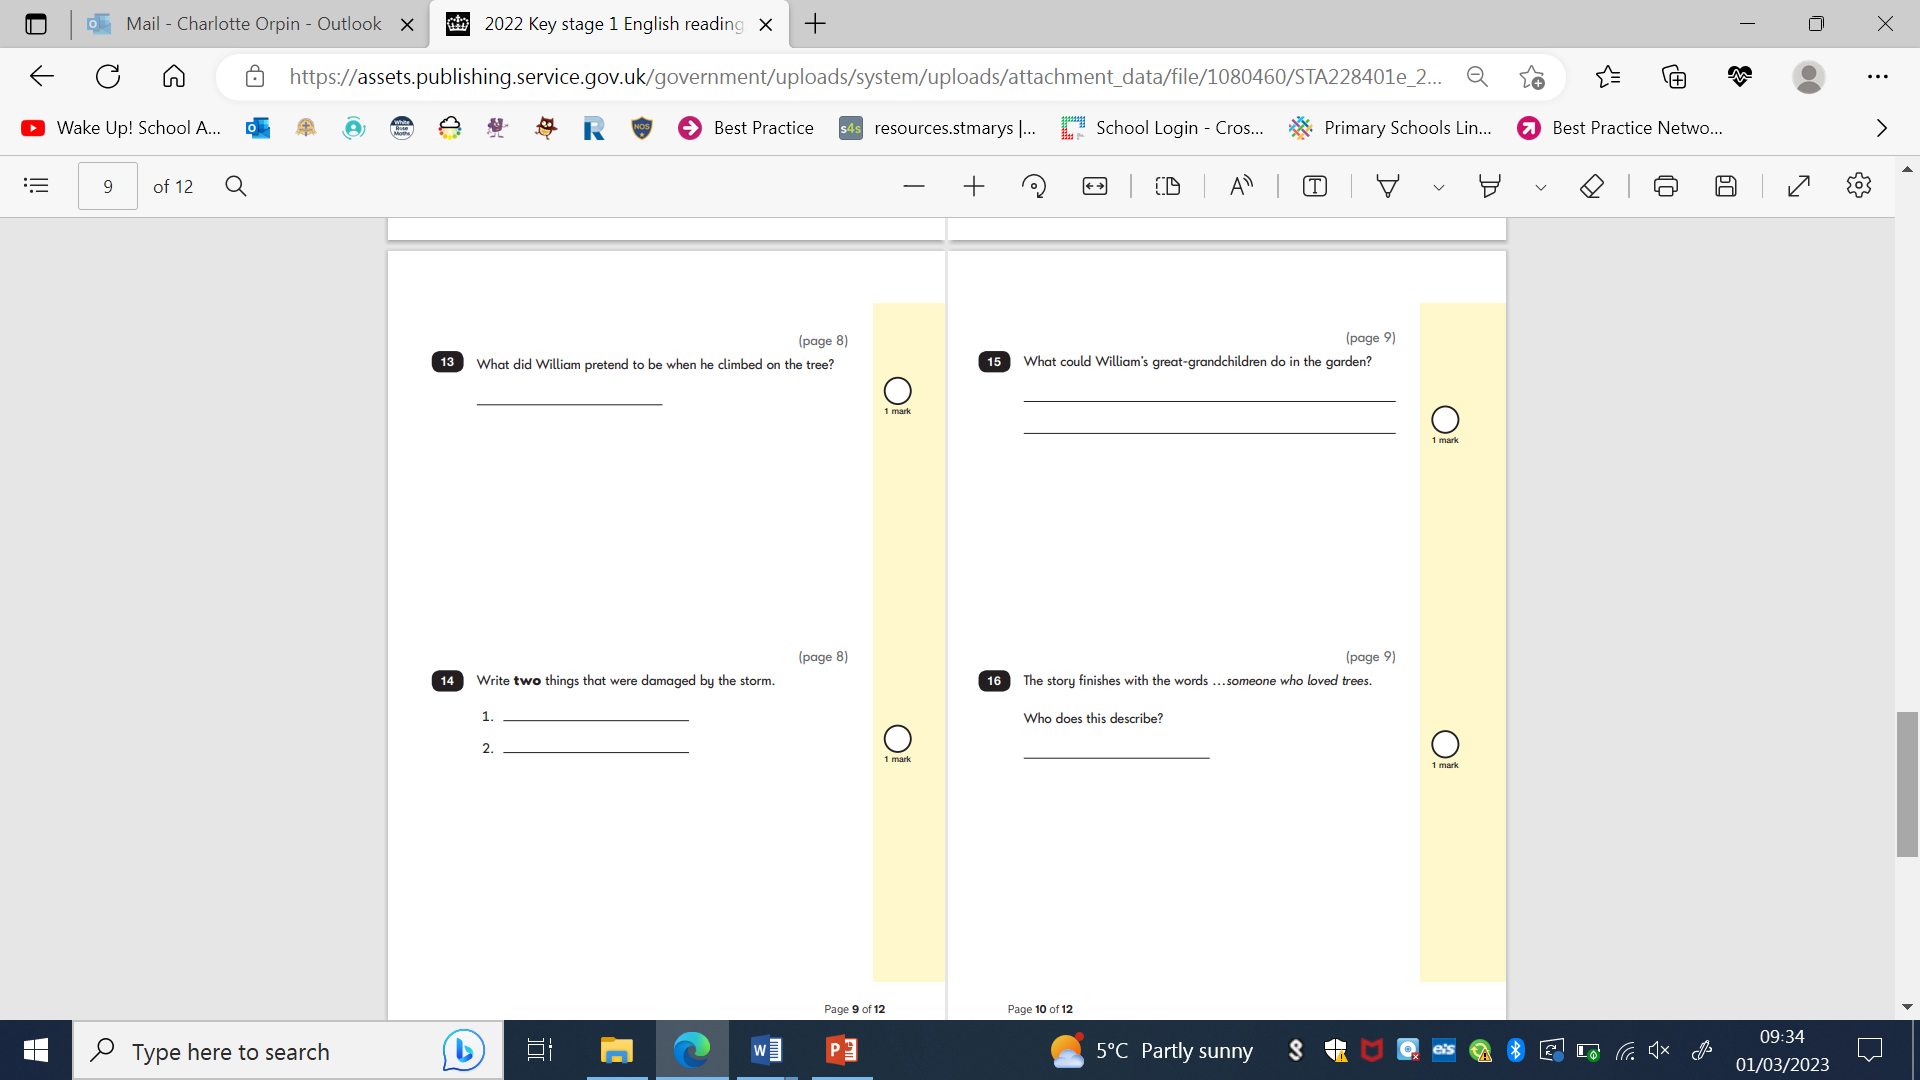 Mail - Charlotte Orpin - Outlook
2022 Key stage 1 English reading
https://assets.publishing.service.gov.uk/government/uploads/system/uploads/attachment_data/file/1080460/STA228401e_2...
Wake Up! School A...
White Rose Maths
NOS
Best Practice
s4s
resources.stmarys |...
School Login - Cros...
Primary Schools Lin...
Best Practice Netwo...
9 of 12
(page 8)
13 What did William pretend to be when he climbed on the tree?
1 mark
(page 8)
14 Write two things that were damaged by the storm.
1.
2.
1 mark
Page 9 of 12
(page 9)
15 What could William's great-grandchildren do in the garden?
1 mark
(page 9)
16 The story finishes with the words ...someone who loved trees.
Who does this describe?
1 mark
Page 10 of 12
Type here to search
5°C Partly sunny
09:34
01/03/2023